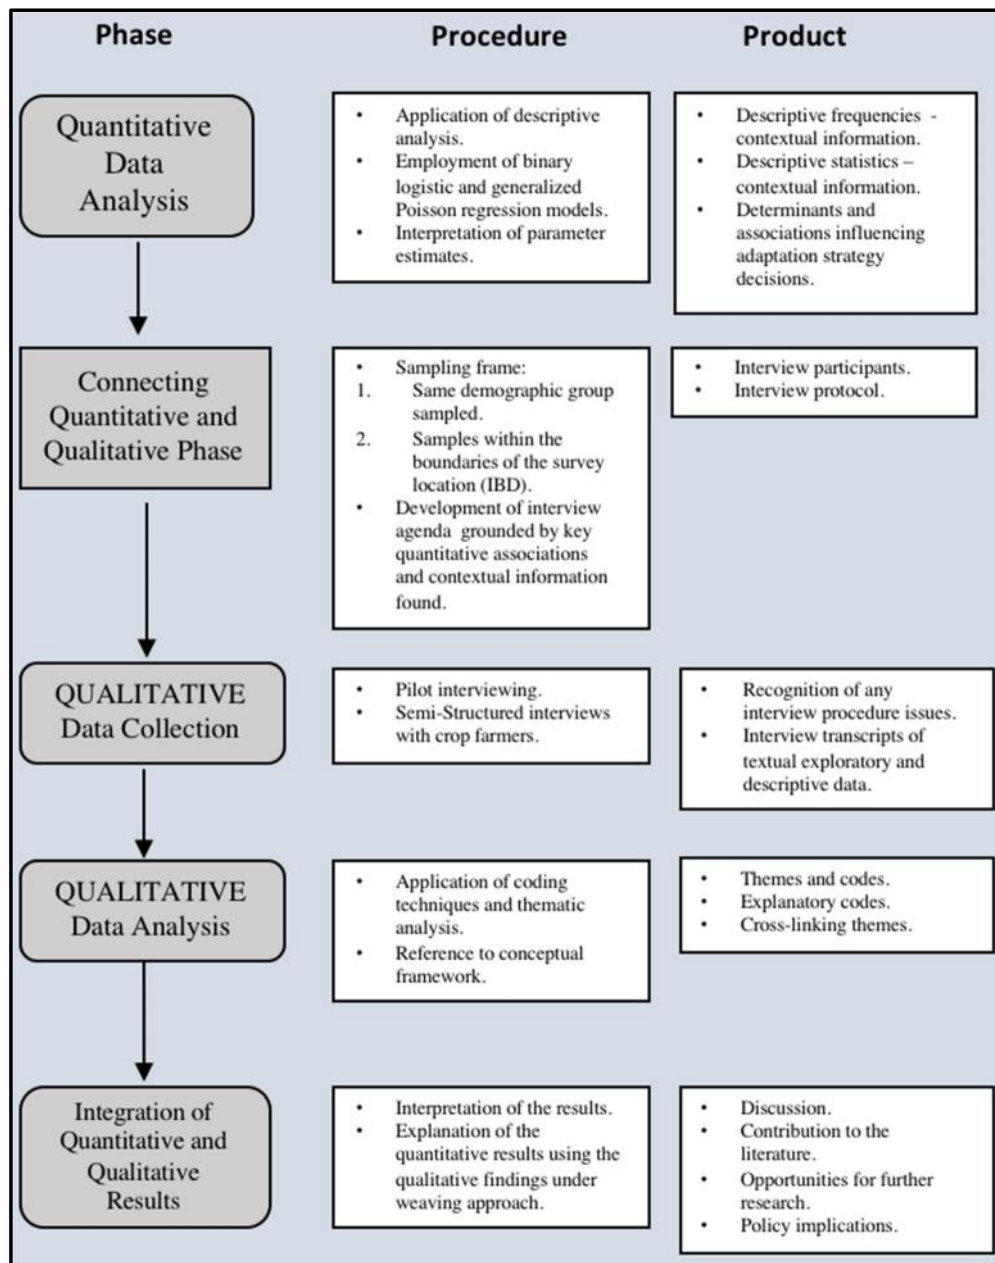 Phase Procedure Product
Quantitative
Data
Analysis
• Application of descriptive
analysis.
• Employment of binary
logistic and generalized
Poisson regression models.
• Interpretation of parameter
estimates.
• Descriptive frequencies -
contextual information.
• Descriptive statistics –
contextual information.
• Determinants and
associations influencing
adaptation strategy
decisions.
Connecting
Quantitative and
Qualitative Phase
• Sampling frame:
1. Same demographic group
sampled.
2. Samples within the
boundaries of the survey
location (IBD).
• Development of interview
agenda grounded by key
quantitative associations
and contextual information
found.
• Interview participants.
• Interview protocol.
QUALITATIVE
Data Collection
• Pilot interviewing.
• Semi-Structured interviews
with crop farmers.
• Recognition of any
interview procedure issues.
• Interview transcripts of
textual exploratory and
descriptive data.
QUALITATIVE
Data Analysis
• Application of coding
techniques and thematic
analysis.
• Reference to conceptual
framework.
• Themes and codes.
• Explanatory codes.
• Cross-linking themes.
Integration of
Quantitative and
Qualitative
Results
• Interpretation of the results.
• Explanation of the
quantitative results using the
qualitative findings under
weaving approach.
• Discussion.
• Contribution to the
literature.
• Opportunities for further
research.
• Policy implications.